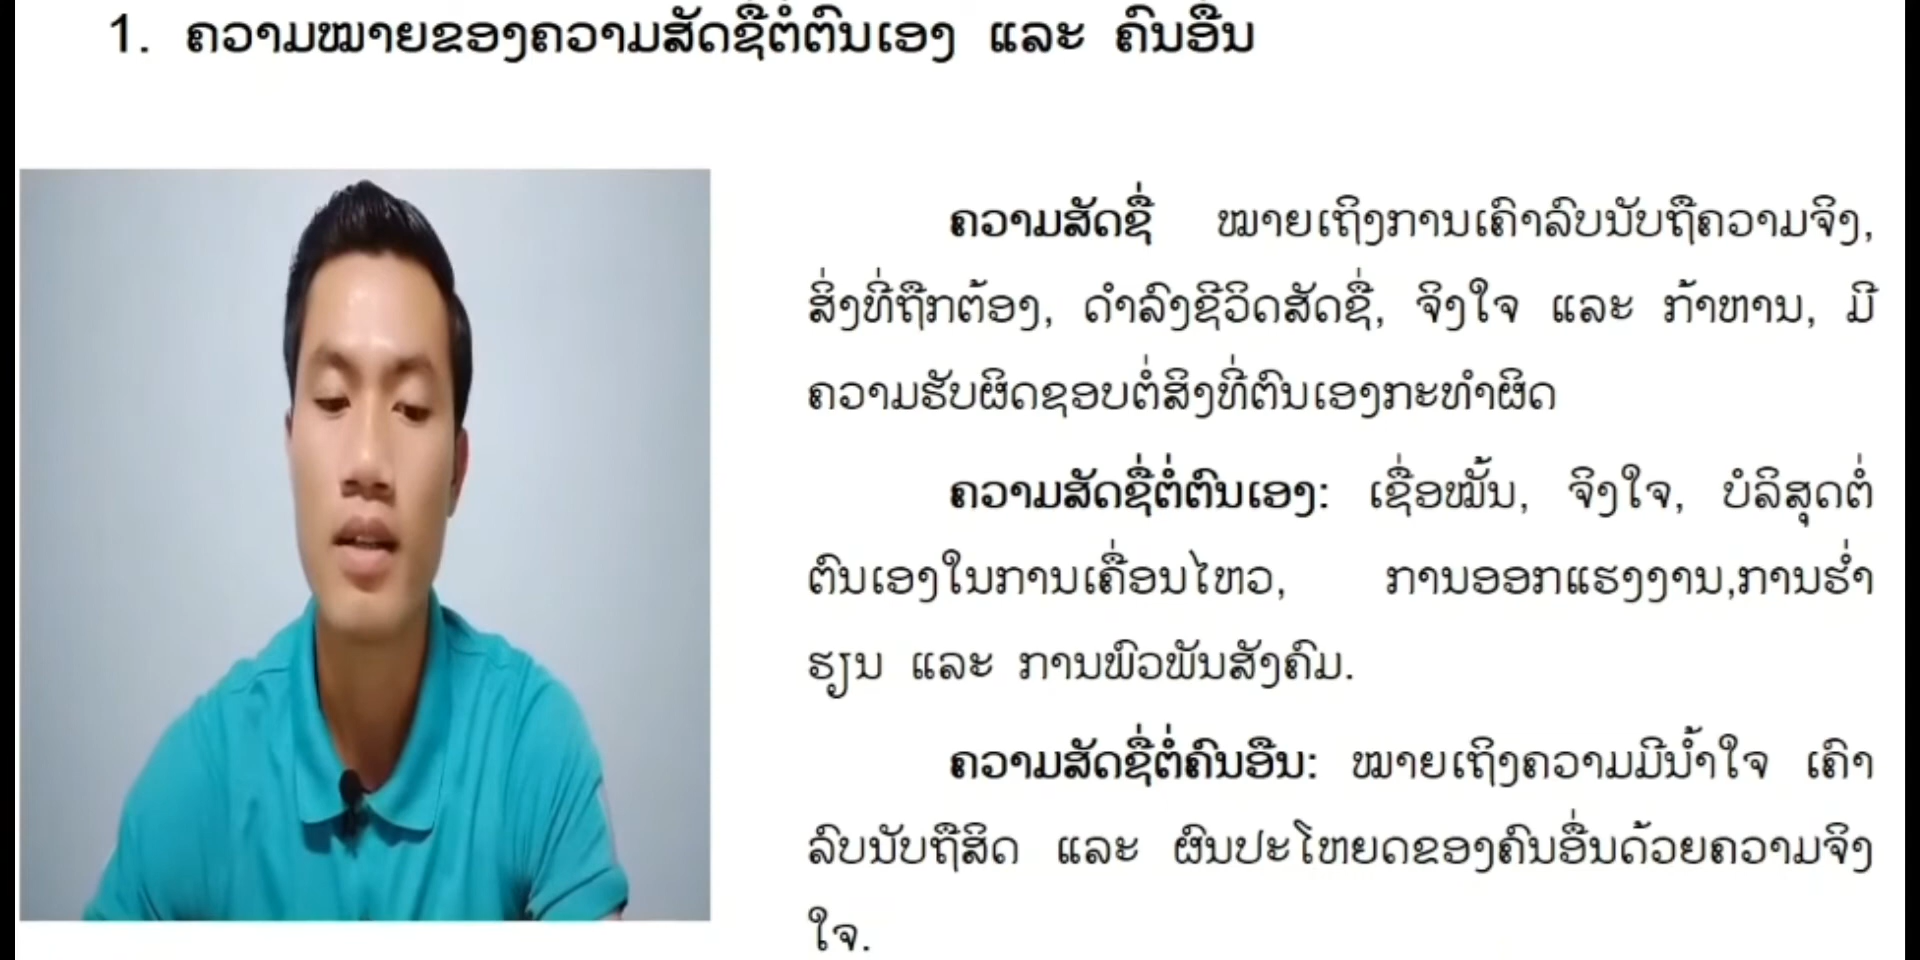 1. ຄວາມໝາຍຂອງຄວາມສັດຊື່ຕໍ່ຕົນເອງ ແລະ ຄົນອື່ນ
ຄວາມສັດຊື່ ໝາຍເຖິງການເຄົາລົບນັບຖືຄວາມຈິງ,
ສິ່ງທີ່ຖືກຕ້ອງ, ດຳລົງຊີວິດສັດຊື່, ຈິງໃຈ ແລະ ກ້າຫານ, ມີ
ຄວາມຮັບຜິດຊອບຕໍ່ສິ່ງທີ່ຕົນເອງກະທຳຜິດ
ຄວາມສັດຊື່ຕໍ່ຕົນເອງ: ເຊື່ອໝັ້ນ, ຈິງໃຈ, ບໍລິສຸດຕໍ່
ຕົນເອງໃນການເຄື່ອນໄຫວ, ການອອກແຮງງານ,ການຮ່ຳ
ຮຽນ ແລະ ການພົວພັນສັງຄົມ.
ຄວາມສັດຊື່ຕໍ່ຄົນອື່ນ: ໝາຍເຖິງຄວາມມີນ້ຳໃຈ ເຄົາ
ລົບນັບຖືສິດ ແລະ ຜົນປະໂຫຍດຂອງຄົນອື່ນດ້ວຍຄວາມຈິງ
ໃຈ.